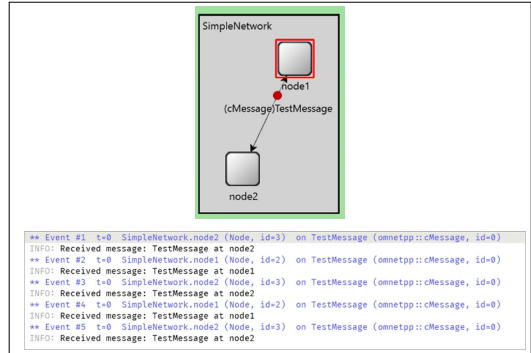 SimpleNetwork
node1
(cMessage)TestMessage
node2
** Event #1 t=0 SimpleNetwork.node2 (Node, id=3) on TestMessage (omnetpp::cMessage, id=0)
INFO: Received message: TestMessage at node2
** Event #2 t=0 SimpleNetwork.node1 (Node, id=2) on TestMessage (omnetpp::cMessage, id=0)
INFO: Received message: TestMessage at node1
** Event #3 t=0 SimpleNetwork.node2 (Node, id=3) on TestMessage (omnetpp::cMessage, id=0)
INFO: Received message: TestMessage at node2
** Event #4 t=0 SimpleNetwork.node1 (Node, id=2) on TestMessage (omnetpp::cMessage, id=0)
INFO: Received message: TestMessage at node1
** Event #5 t=0 SimpleNetwork.node2 (Node, id=3) on TestMessage (omnetpp::cMessage, id=0)
INFO: Received message: TestMessage at node2